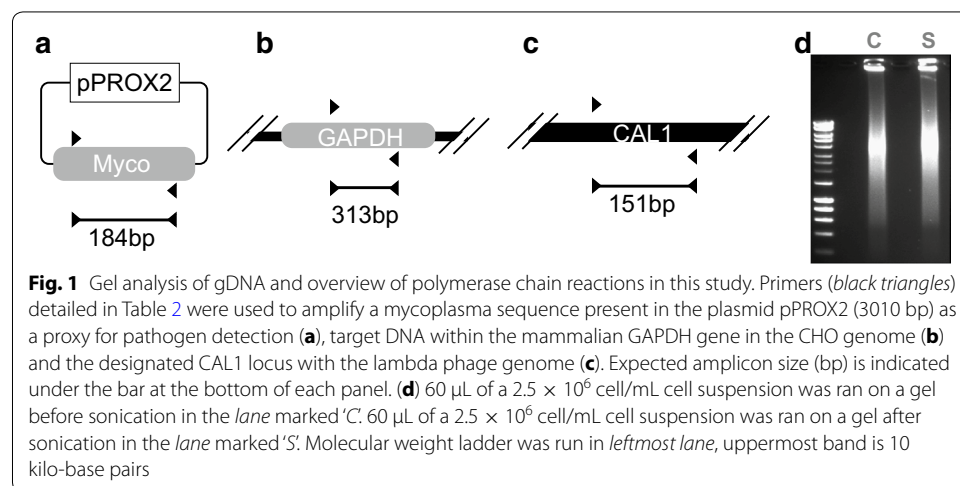 a
b
c
d
C
S
pPROX2
Myco
184bp
GAPDH
313bp
CAL1
151bp
Fig. 1 Gel analysis of gDNA and overview of polymerase chain reactions in this study. Primers (black triangles)
detailed in Table 2 were used to amplify a mycoplasma sequence present in the plasmid pPROX2 (3010 bp) as
a proxy for pathogen detection (a), target DNA within the mammalian GAPDH gene in the CHO genome (b)
and the designated CAL1 locus with the lambda phage genome (c). Expected amplicon size (bp) is indicated
under the bar at the bottom of each panel. (d) 60 μL of a 2.5 × 10⁶ cell/mL cell suspension was ran on a gel
before sonication in the lane marked ‘C’. 60 μL of a 2.5 × 10⁶ cell/mL cell suspension was ran on a gel after
sonication in the lane marked ‘S’. Molecular weight ladder was run in leftmost lane, uppermost band is 10
kilo-base pairs